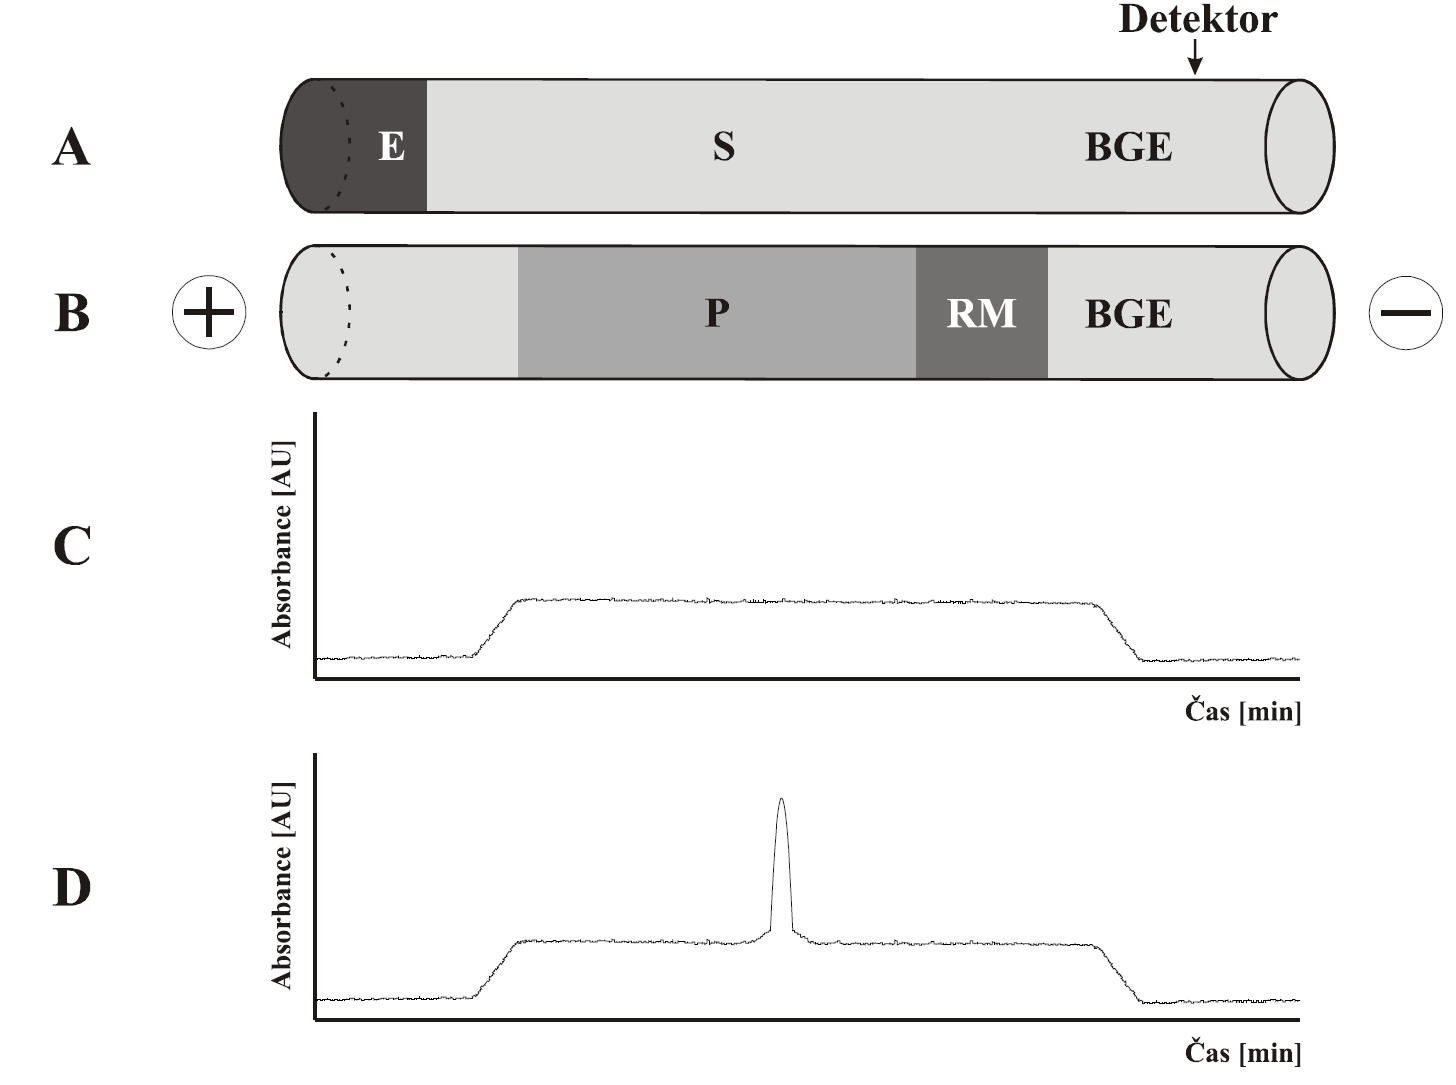 Detektor
A
E
S
BGE
B
+
P
RM
BGE
−
C
Absorbance [AU]
Čas [min]
D
Absorbance [AU]
Čas [min]